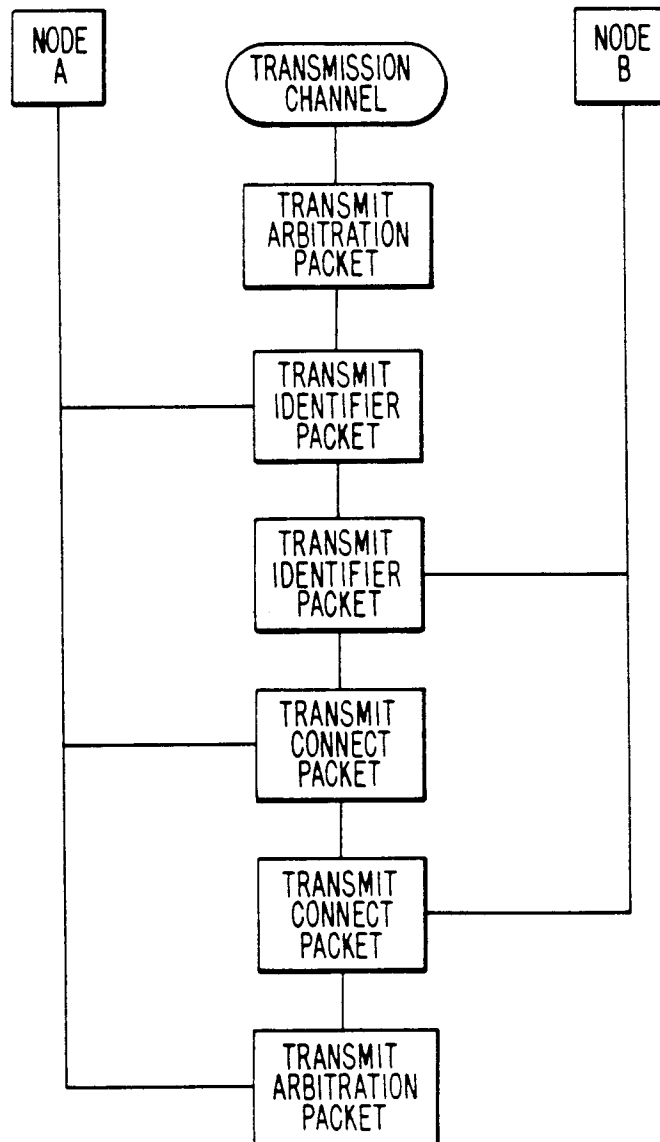 NODE
A
TRANSMISSION
CHANNEL
NODE
B
TRANSMIT
ARBITRATION
PACKET
TRANSMIT
IDENTIFIER
PACKET
TRANSMIT
IDENTIFIER
PACKET
TRANSMIT
CONNECT
PACKET
TRANSMIT
CONNECT
PACKET
TRANSMIT
ARBITRATION
PACKET